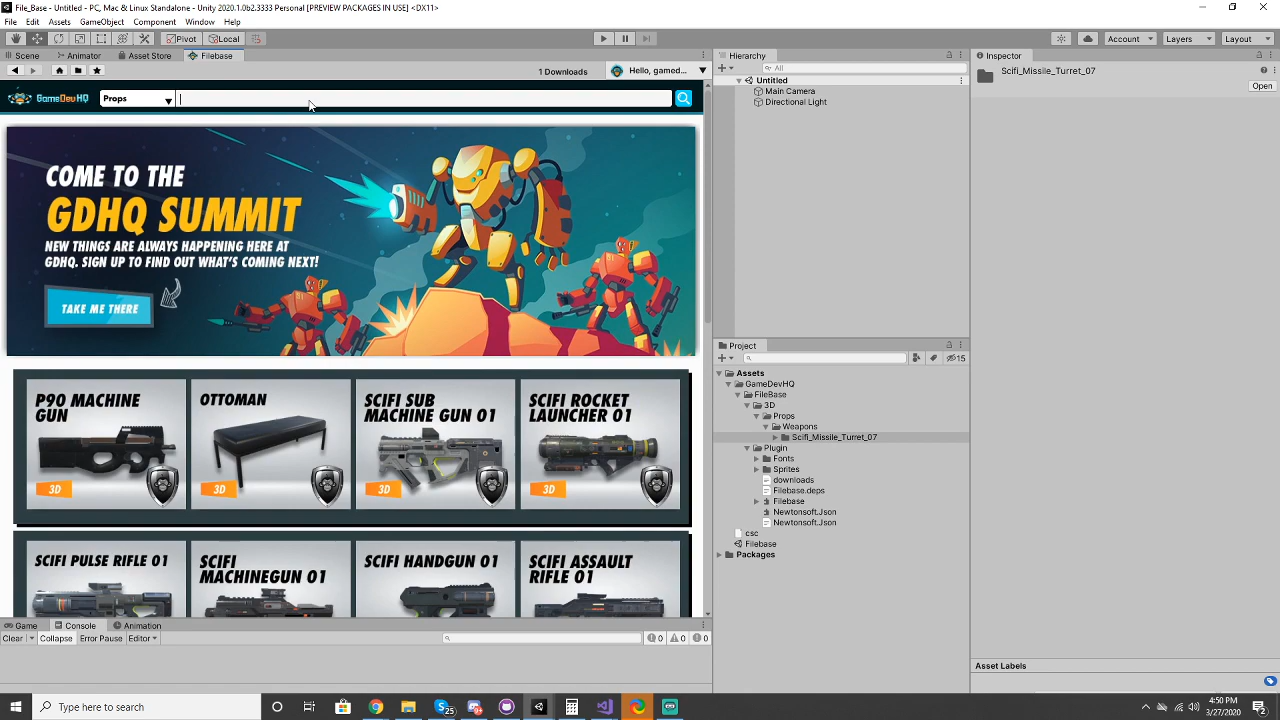 File_Base - Untitled - PC, Mac & Linux Standalone - Unity 2020.1.0b2.3333 Personal [PREVIEW PACKAGES IN USE] <DX11>
File Edit Assets GameObject Component Window Help
Pivot Local Account Layers Layout
Scene Animator Asset Store Filebase
1 Downloads Hello, gamed...
GameDevHQ Props
COME TO THE
GDHQ SUMMIT
NEW THINGS ARE ALWAYS HAPPENING HERE AT
GDHQ. SIGN UP TO FIND OUT WHAT'S COMING NEXT!
TAKE ME THERE
P90 MACHINE
GUN
3D
OTTOMAN
3D
SCIFI SUB
MACHINE GUN 01
3D
SCIFI ROCKET
LAUNCHER 01
3D
SCIFI PULSE RIFLE 01
SCIFI
MACHINEGUN 01
SCIFI HANDGUN 01
SCIFI ASSAULT
RIFLE 01
Game Console Animation
Clear Collapse Error Pause Editor 0 0 0
Hierarchy
All
Untitled
Main Camera
Directional Light
Project
15
Assets
GameDevHQ
FileBase
3D
Props
Weapons
Scifi_Missile_Turret_07
Plugin
Fonts
Sprites
downloads
Filebase.deps
Filebase
Newtonsoft.Json
Newtonsoft.Json
csc
Filebase
Packages
Inspector
Scifi_Missile_Turret_07
Open
Asset Labels
Type here to search
25
4:50 PM
3/27/2020
2